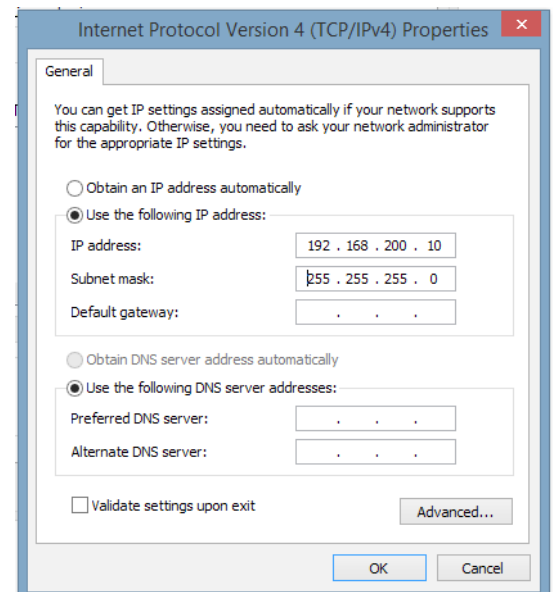 Internet Protocol Version 4 (TCP/IPv4) Properties
General
You can get IP settings assigned automatically if your network supports
this capability. Otherwise, you need to ask your network administrator
for the appropriate IP settings.
Obtain an IP address automatically
Use the following IP address:
IP address: 192 . 168 . 200 . 10
Subnet mask: 255 . 255 . 255 . 0
Default gateway: . . .
Obtain DNS server address automatically
Use the following DNS server addresses:
Preferred DNS server: . . .
Alternate DNS server: . . .
Validate settings upon exit
Advanced...
OK Cancel